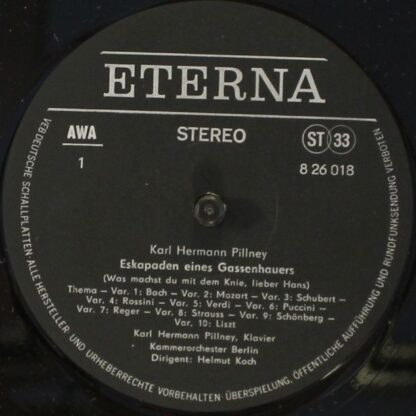 ETERNA
AWA
STEREO
ST 33
1
8 26 018
Karl Hermann Pillney
Eskapaden eines Gassenhauers
(Was machst du mit dem Knie, lieber Hans)
Thema – Var. 1: Bach – Var. 2: Mozart – Var. 3: Schubert –
Var. 4: Rossini – Var. 5: Verdi – Var. 6: Puccini –
Var. 7: Reger – Var. 8: Strauss – Var. 9: Schönberg –
Var. 10: Liszt
Karl Hermann Pillney, Klavier
Kammerorchester Berlin
Dirigent: Helmut Koch
VEB DEUTSCHE SCHALLPLATTEN · ALLE HERSTELLER- UND URHEBERRECHTE VORBEHALTEN · ÜBERSPIELUNG, ÖFFENTLICHE AUFFÜHRUNG UND RUNDFUNKSENDUNG VERBOTEN